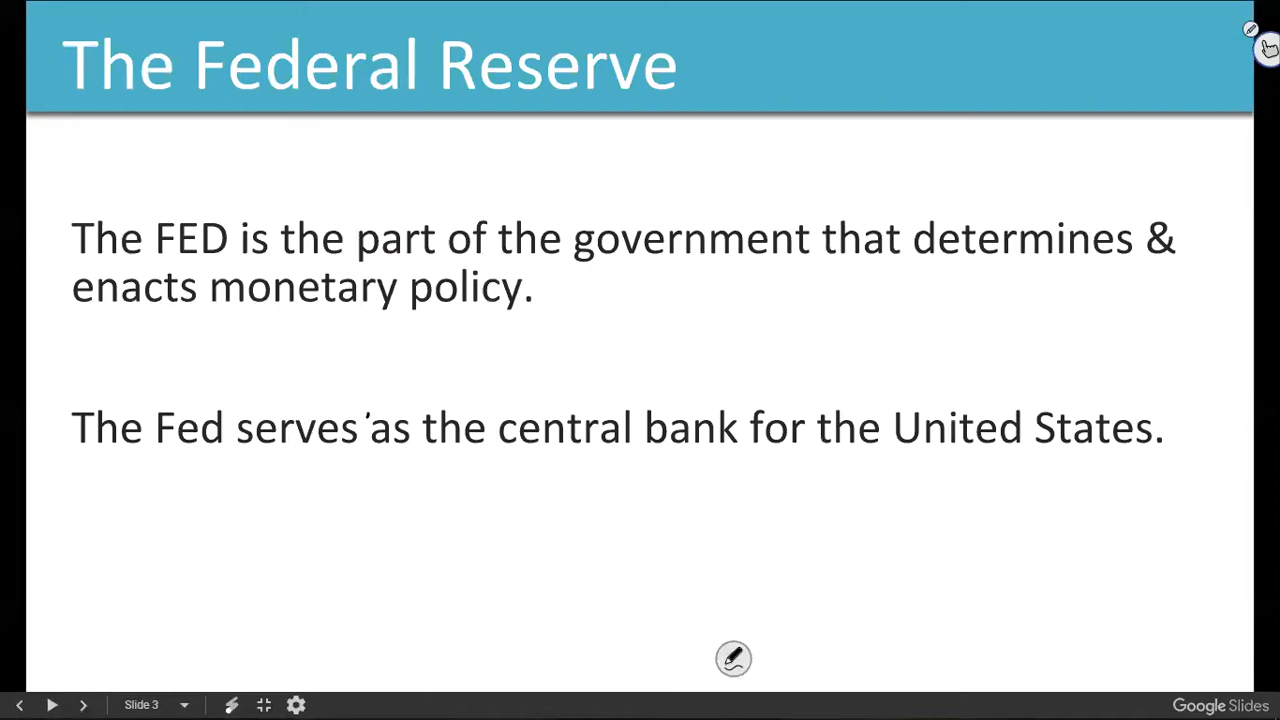 The Federal Reserve
The FED is the part of the government that determines &
enacts monetary policy.
The Fed serves as the central bank for the United States.
Slide 3
Google Slides